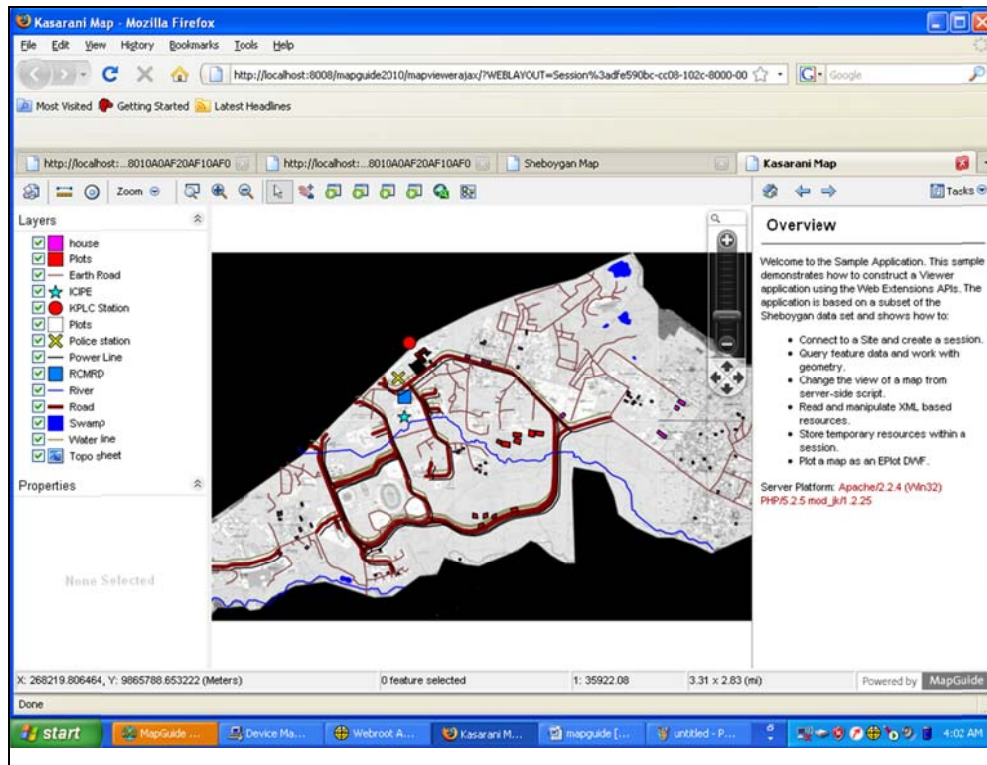 Kasarani Map - Mozilla Firefox
File Edit View History Bookmarks Tools Help
http://localhost:8008/mapguide2010/mapviewerajax/?WEBLAYOUT=Session%3adfe590bc-cc08-102c-8000-00
Google
Most Visited Getting Started Latest Headlines
http://localhost:...8010A0AF20AF10AF0 http://localhost:...8010A0AF20AF10AF0 Sheboygan Map Kasarani Map
Zoom Tasks
Layers
house
Plots
Earth Road
ICIPE
KPLC Station
Plots
Police station
Power Line
RCMRD
River
Road
Swamp
Water line
Topo sheet
Properties
None Selected
Overview
Welcome to the Sample Application. This sample
demonstrates how to construct a Viewer
application using the Web Extensions APIs. The
application is based on a subset of the
Sheboygan data set and shows how to:
• Connect to a Site and create a session.
• Query feature data and work with
geometry.
• Change the view of a map from
server-side script.
• Read and manipulate XML based
resources.
• Store temporary resources within a
session.
• Plot a map as an EPlot DWF.
Server Platform: Apache/2.2.4 (Win32)
PHP/5.2.5 mod_jk/1.2.25
X: 268219.806464, Y: 9865788.653222 (Meters) 0 feature selected 1: 35922.08 3.31 x 2.83 (mi) Powered by MapGuide
Done
start MapGuide ... Device Ma... Webroot A... Kasarani M... mapguide [... untitled - P... 4:02 AM